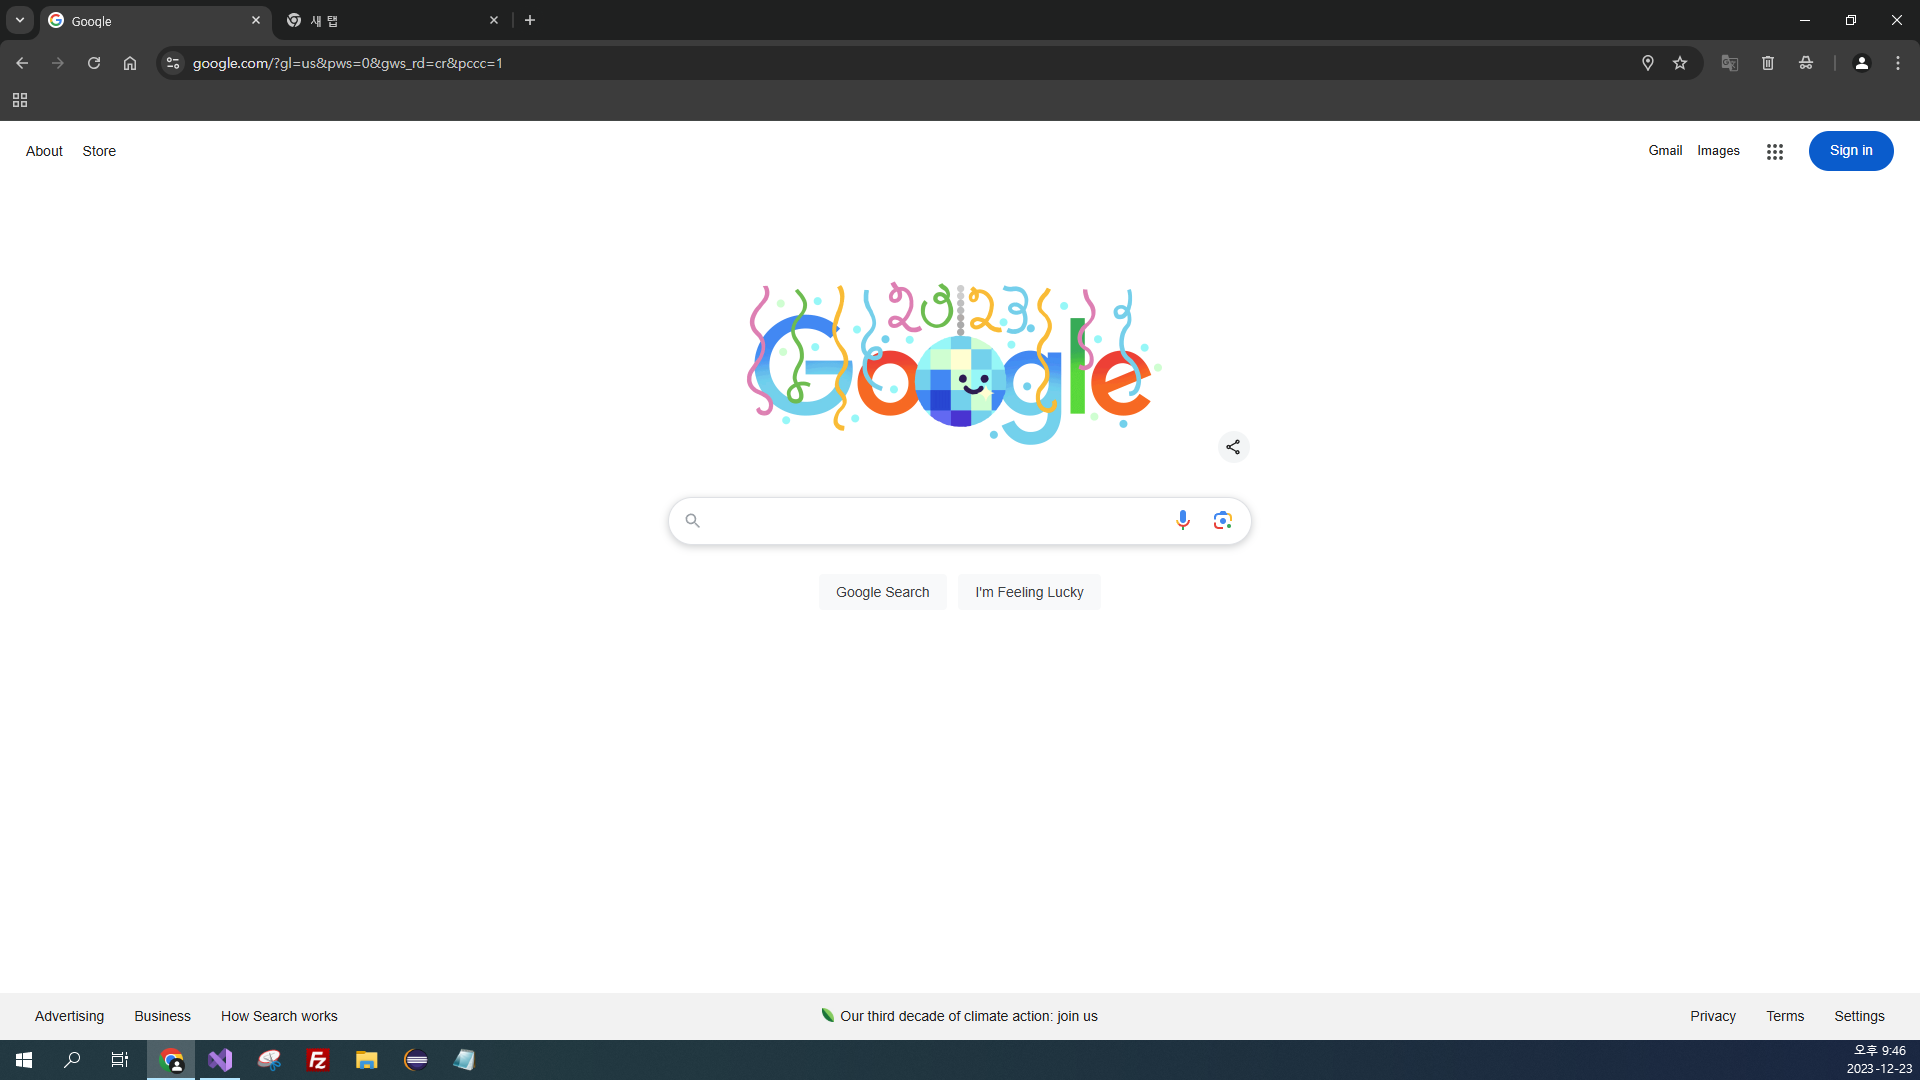 Google
새 탭
google.com/?gl=us&pws=0&gws_rd=cr&pccc=1
About Store
Gmail Images Sign in
2023
Google
Google Search I'm Feeling Lucky
Advertising Business How Search works
Our third decade of climate action: join us
Privacy Terms Settings
Fz
오후 9:46
2023-12-23